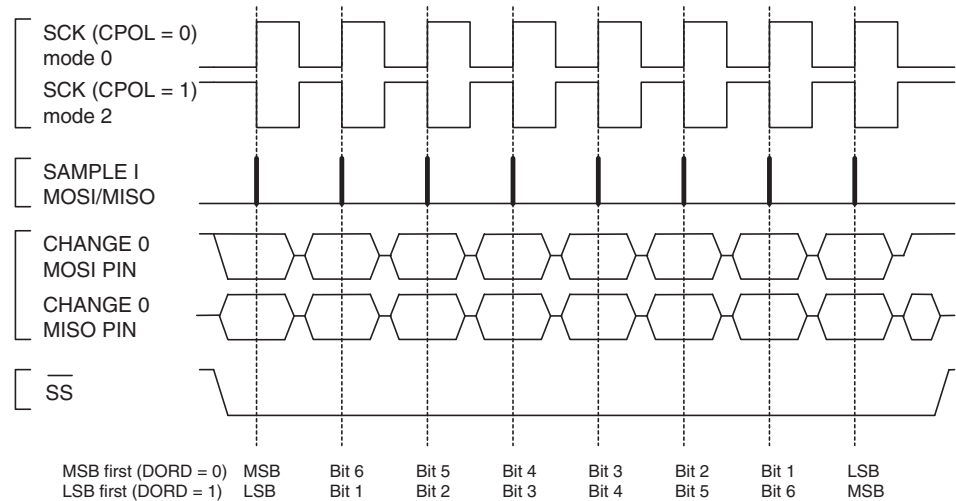 SCK (CPOL = 0)
mode 0
SCK (CPOL = 1)
mode 2
SAMPLE I
MOSI/MISO
CHANGE 0
MOSI PIN
CHANGE 0
MISO PIN
SS
MSB first (DORD = 0) MSB Bit 6 Bit 5 Bit 4 Bit 3 Bit 2 Bit 1 LSB
LSB first (DORD = 1) LSB Bit 1 Bit 2 Bit 3 Bit 4 Bit 5 Bit 6 MSB